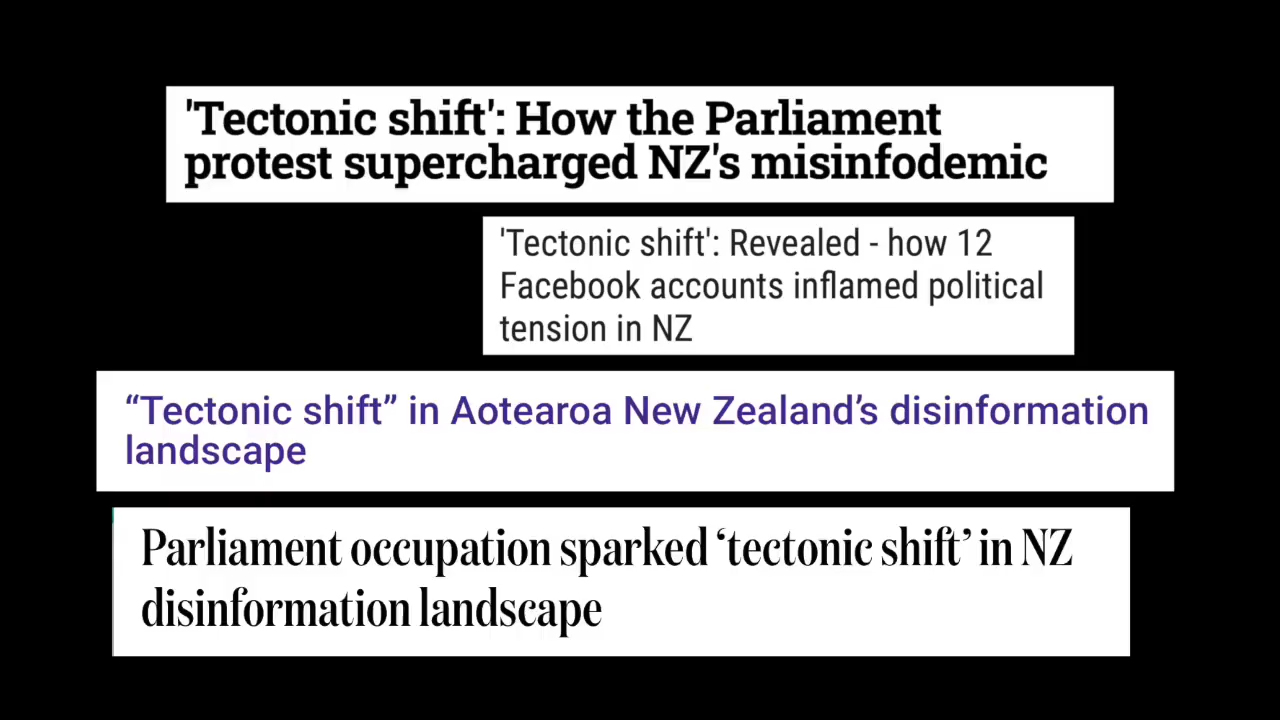 'Tectonic shift': How the Parliament
protest supercharged NZ's misinfodemic
'Tectonic shift': Revealed - how 12
Facebook accounts inflamed political
tension in NZ
“Tectonic shift” in Aotearoa New Zealand’s disinformation
landscape
Parliament occupation sparked ‘tectonic shift’ in NZ
disinformation landscape